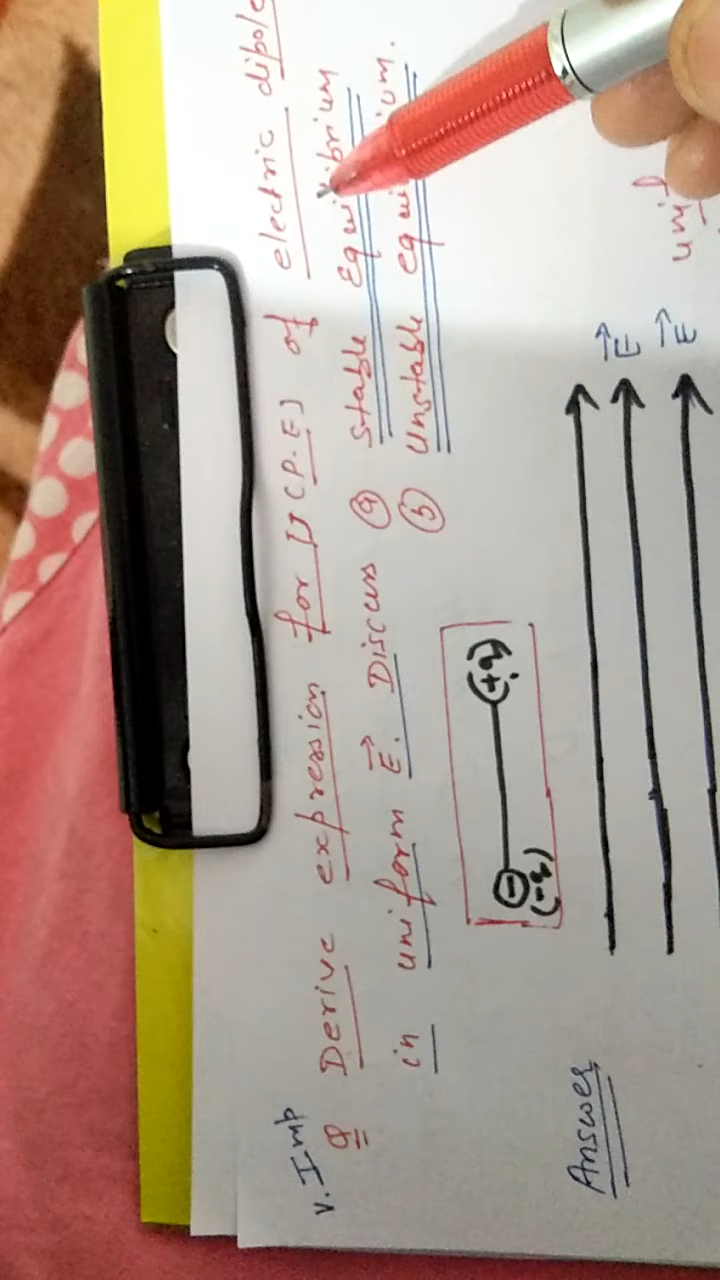 V. Imp
Q Derive expression for U (P.E) of electric dipole
in uniform E⃗. Discuss (a) Stable Equilibrium
(b) Unstable equilibrium.
(+q)
(-q)
Answer
E⃗
E⃗